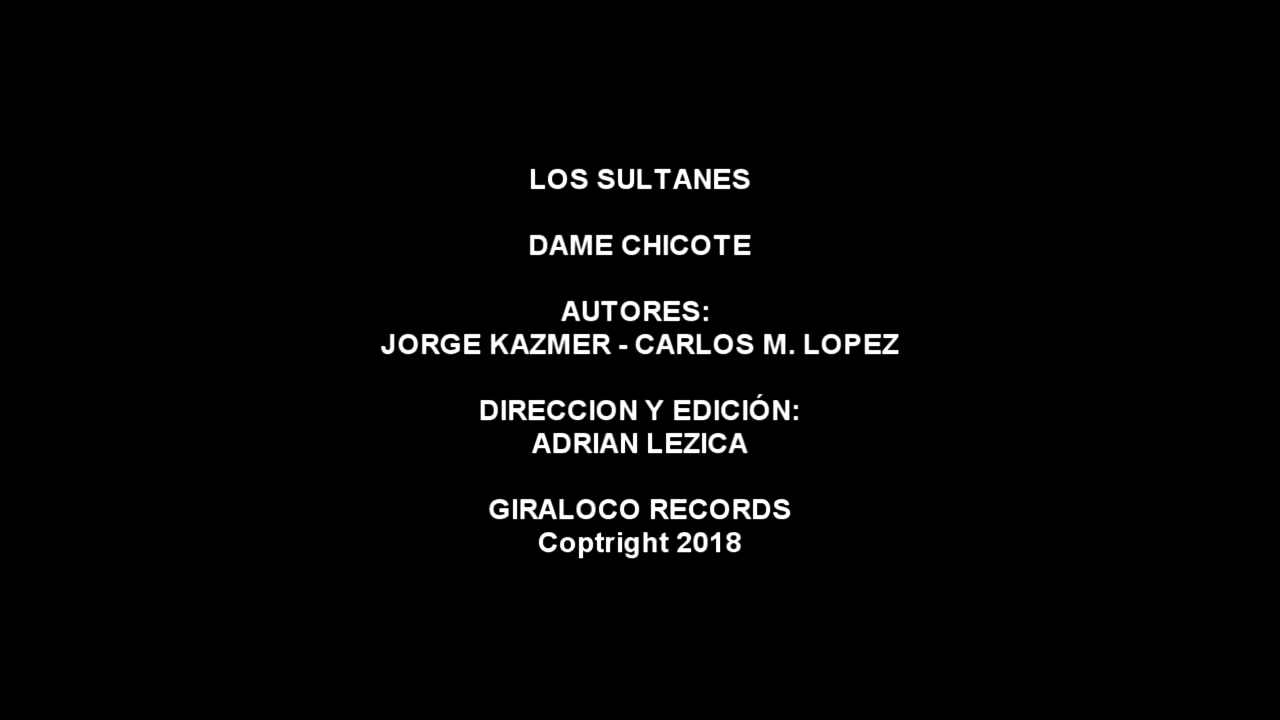 LOS SULTANES
DAME CHICOTE
AUTORES:
JORGE KAZMER - CARLOS M. LOPEZ
DIRECCION Y EDICIÓN:
ADRIAN LEZICA
GIRALOCO RECORDS
Coptright 2018